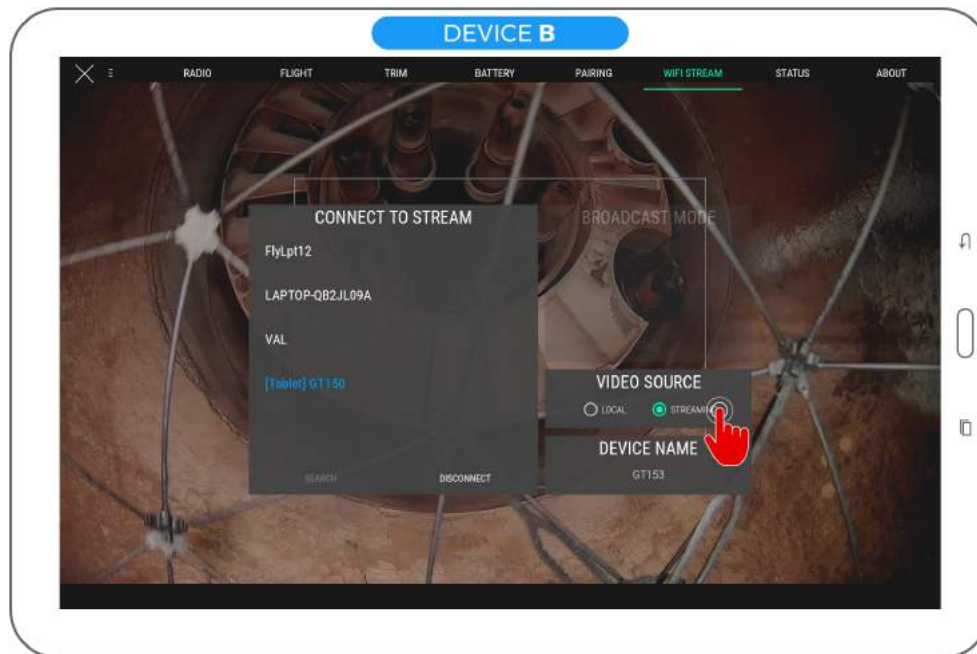 DEVICE B
RADIO FLIGHT TRIM BATTERY PAIRING WIFI STREAM STATUS ABOUT
CONNECT TO STREAM
FlyLpt12
LAPTOP-QB2JL09A
VAL
[Tablet] GT150
SEARCH DISCONNECT
BROADCAST MODE
VIDEO SOURCE
LOCAL
DEVICE NAME
GT153